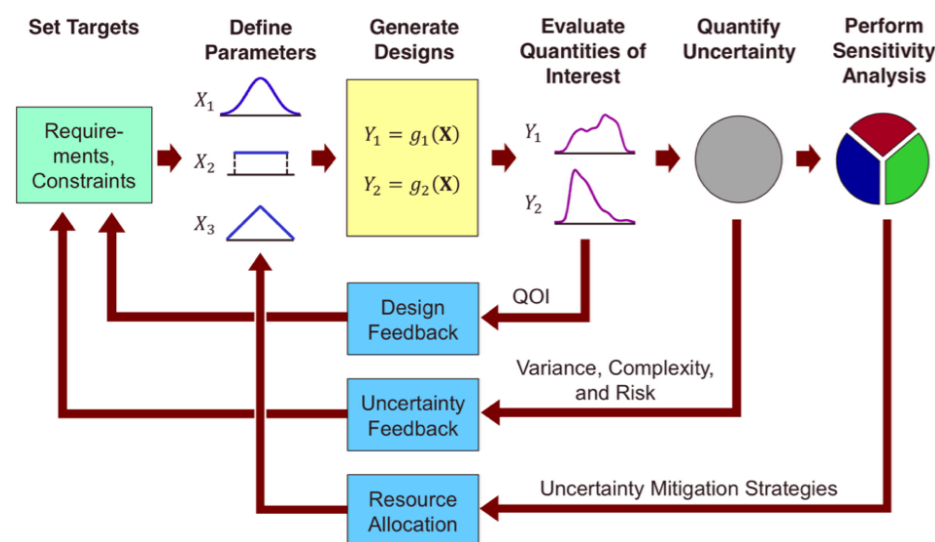 Set Targets
Define
Parameters
Generate
Designs
Evaluate
Quantities of
Interest
Quantify
Uncertainty
Perform
Sensitivity
Analysis
Require-
ments,
Constraints
X₁
X₂
X₃
Y₁ = g₁(X)
Y₂ = g₂(X)
Y₁
Y₂
QOI
Design
Feedback
Variance, Complexity,
and Risk
Uncertainty
Feedback
Uncertainty Mitigation Strategies
Resource
Allocation